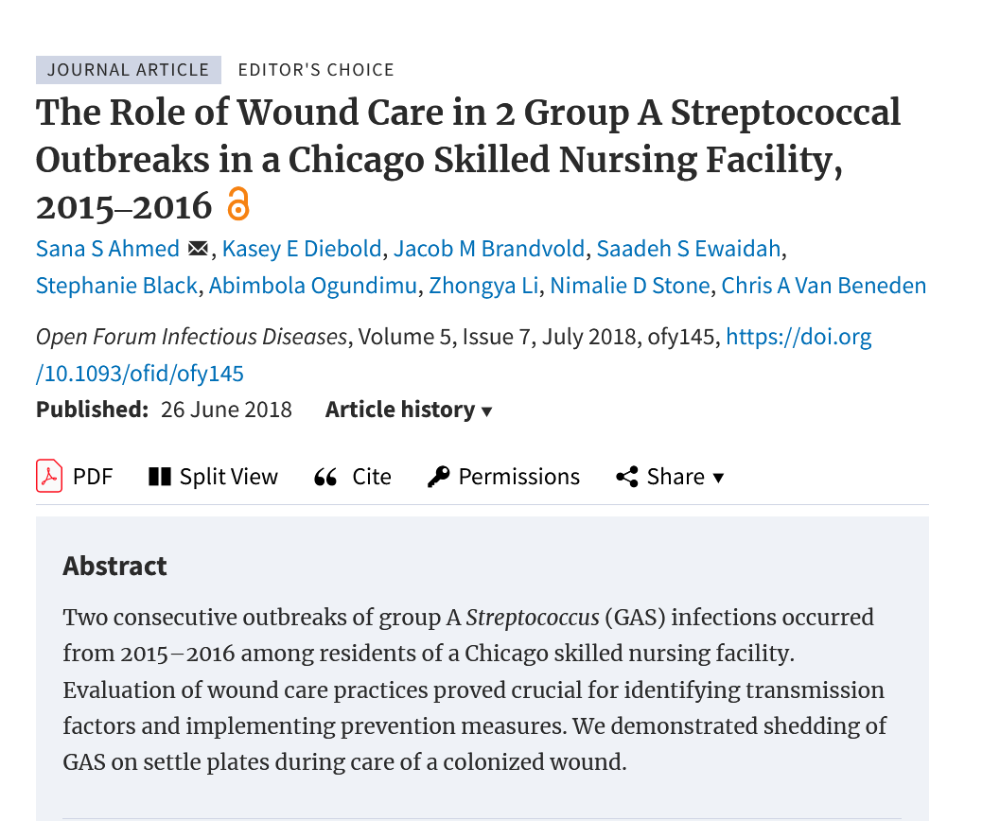 JOURNAL ARTICLE EDITOR'S CHOICE
The Role of Wound Care in 2 Group A Streptococcal
Outbreaks in a Chicago Skilled Nursing Facility,
2015–2016
Sana S Ahmed, Kasey E Diebold, Jacob M Brandvold, Saadeh S Ewaidah,
Stephanie Black, Abimbola Ogundimu, Zhongya Li, Nimalie D Stone, Chris A Van Beneden
Open Forum Infectious Diseases, Volume 5, Issue 7, July 2018, ofy145, https://doi.org
/10.1093/ofid/ofy145
Published: 26 June 2018 Article history ▼
PDF Split View Cite Permissions Share ▼
Abstract
Two consecutive outbreaks of group A Streptococcus (GAS) infections occurred
from 2015–2016 among residents of a Chicago skilled nursing facility.
Evaluation of wound care practices proved crucial for identifying transmission
factors and implementing prevention measures. We demonstrated shedding of
GAS on settle plates during care of a colonized wound.